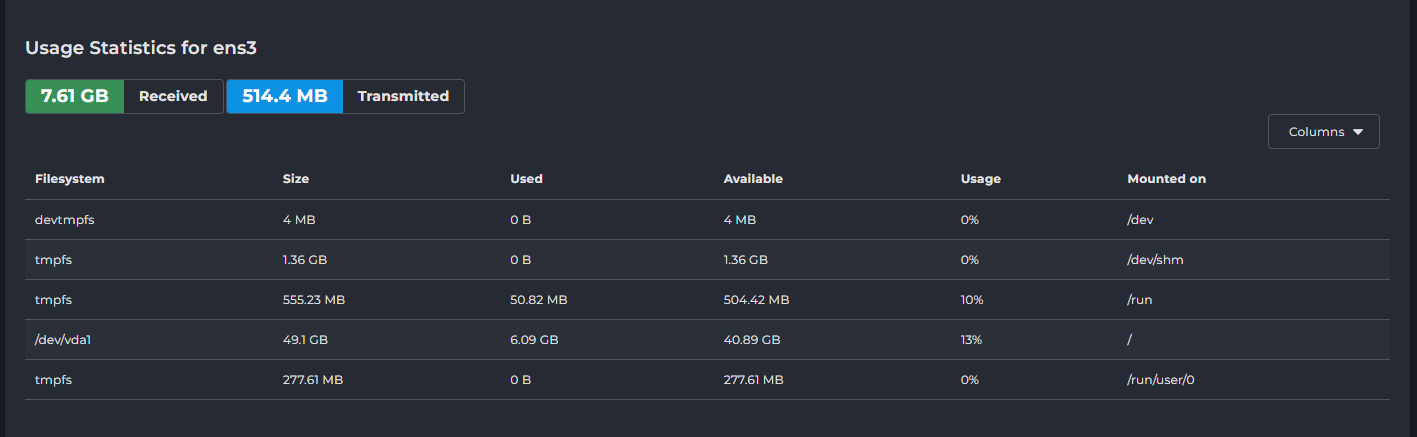 Usage Statistics for ens3
7.61 GB Received 514.4 MB Transmitted
Columns
Filesystem Size Used Available Usage Mounted on
devtmpfs 4 MB 0 B 4 MB 0% /dev
tmpfs 1.36 GB 0 B 1.36 GB 0% /dev/shm
tmpfs 555.23 MB 50.82 MB 504.42 MB 10% /run
/dev/vda1 49.1 GB 6.09 GB 40.89 GB 13% /
tmpfs 277.61 MB 0 B 277.61 MB 0% /run/user/0